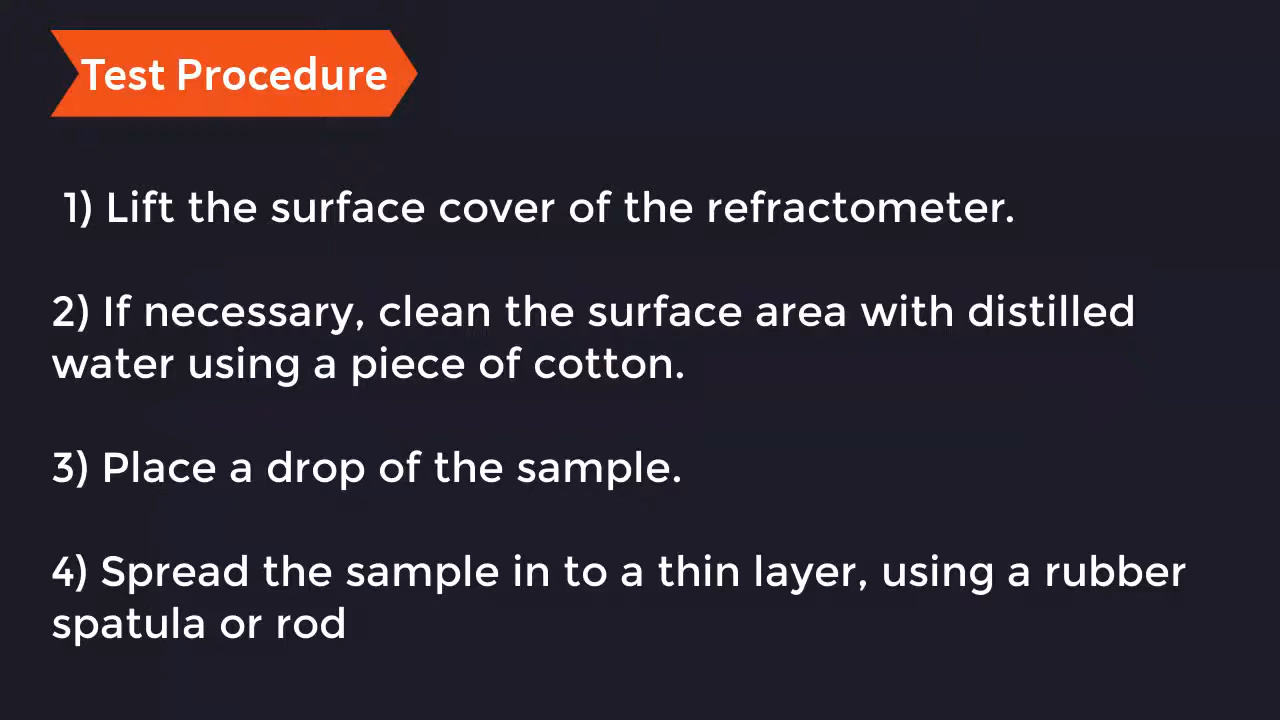 Test Procedure
1) Lift the surface cover of the refractometer.
2) If necessary, clean the surface area with distilled
water using a piece of cotton.
3) Place a drop of the sample.
4) Spread the sample in to a thin layer, using a rubber
spatula or rod